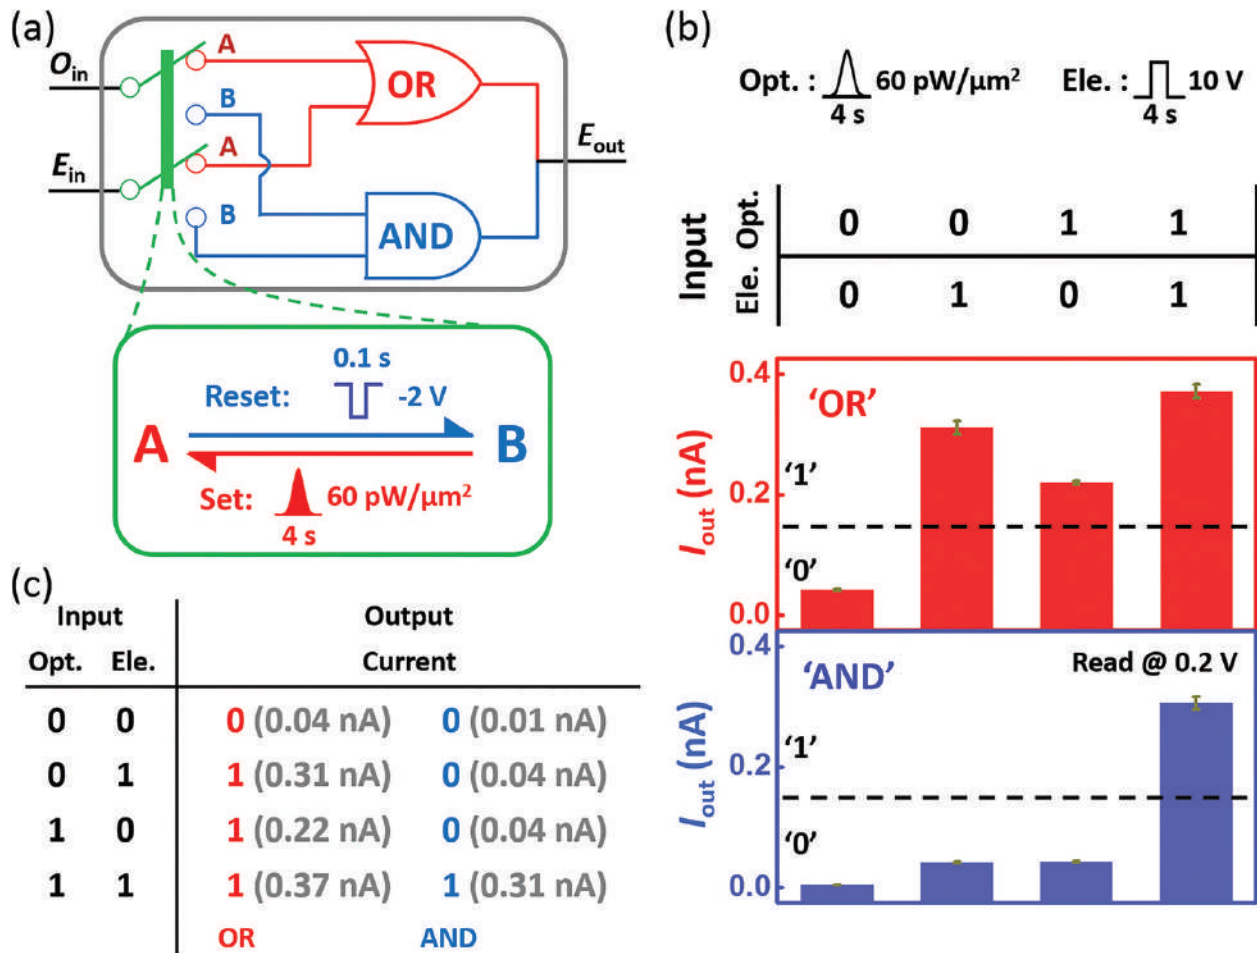 (a)
O_in
E_in
A
B
A
B
OR
AND
E_out
0.1 s
Reset:
-2 V
A
B
Set:
60 pW/μm²
4 s
(b)
Opt. : 60 pW/μm²
4 s
Ele. : 10 V
4 s
Input
Opt.
0 0 1 1
Ele.
0 1 0 1
'OR'
I_out (nA)
0.4
0.2
0.0
'1'
'0'
'AND'
Read @ 0.2 V
I_out (nA)
0.4
0.2
0.0
'1'
'0'
(c)
Input Output
Opt. Ele. Current
0 0 0 (0.04 nA) 0 (0.01 nA)
0 1 1 (0.31 nA) 0 (0.04 nA)
1 0 1 (0.22 nA) 0 (0.04 nA)
1 1 1 (0.37 nA) 1 (0.31 nA)
OR AND